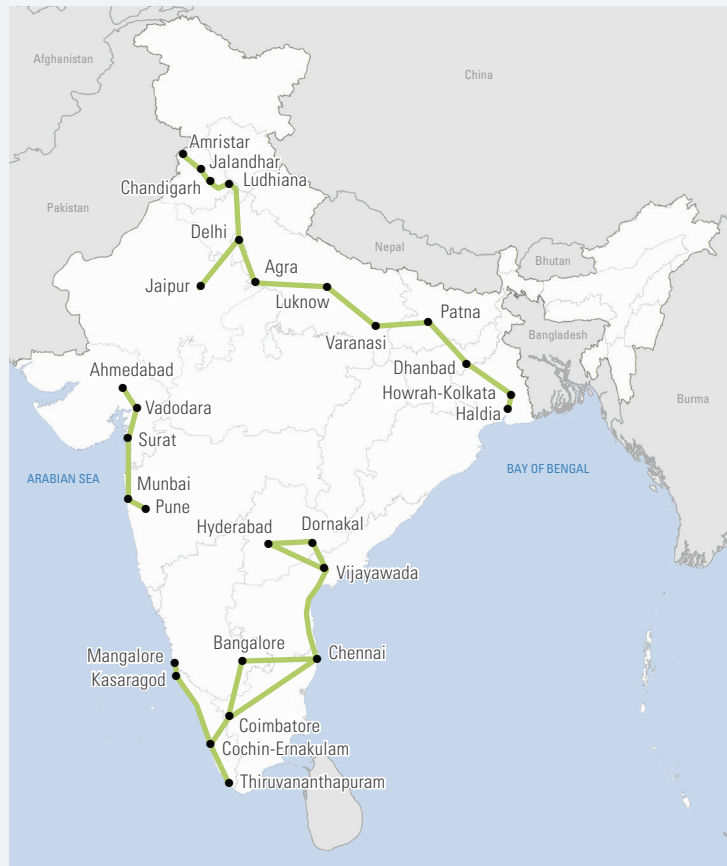 Afghanistan
China
Amristar
Jalandhar
Chandigarh
Ludhiana
Pakistan
Delhi
Nepal
Bhutan
Agra
Jaipur
Luknow
Patna
Varanasi
Bangladesh
Dhanbad
Ahmedabad
Howrah-Kolkata
Burma
Vadodara
Haldia
Surat
BAY OF BENGAL
ARABIAN SEA
Munbai
Pune
Dornakal
Hyderabad
Vijayawada
Bangalore
Chennai
Mangalore
Kasaragod
Coimbatore
Cochin-Ernakulam
Thiruvananthapuram